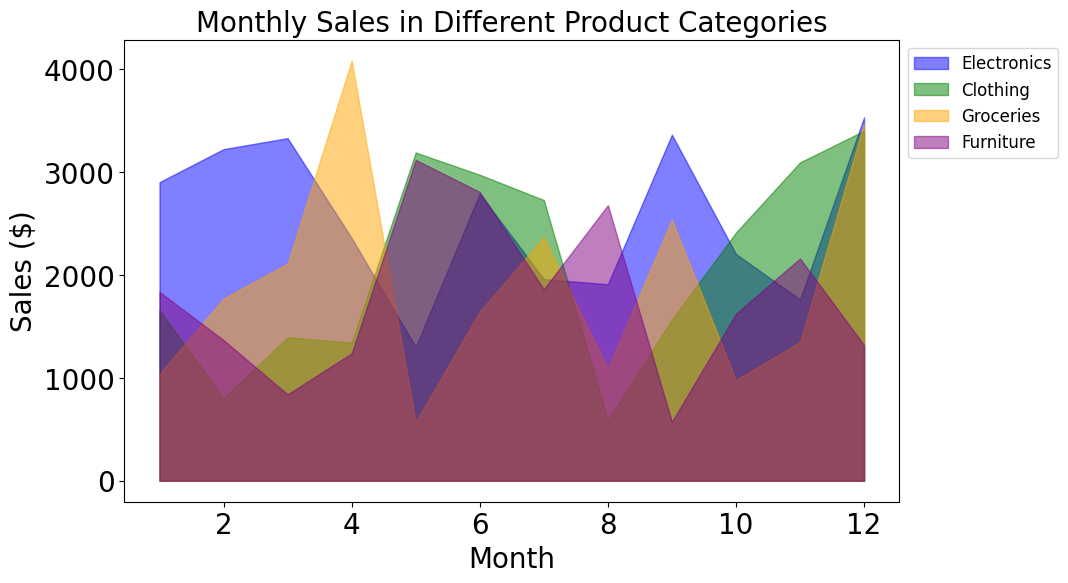 Monthly Sales in Different Product Categories
Electronics
Clothing
Groceries
Furniture
Sales ($)
4000
3000
2000
1000
0
2 4 6 8 10 12
Month